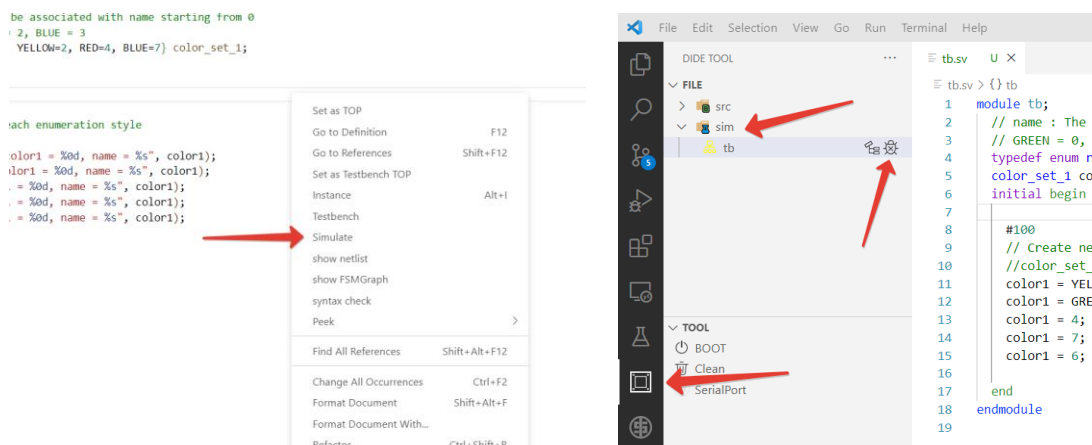 be associated with name starting from 0
= 2, BLUE = 3
YELLOW=2, RED=4, BLUE=7} color_set_1;
each enumeration style
color1 = %0d, name = %s", color1);
olor1 = %0d, name = %s", color1);
= %0d, name = %s", color1);
= %0d, name = %s", color1);
= %0d, name = %s", color1);
Set as TOP
Go to Definition F12
Go to References Shift+F12
Set as Testbench TOP
Instance Alt+I
Testbench
Simulate
show netlist
show FSMGraph
syntax check
Peek
Find All References Shift+Alt+F12
Change All Occurrences Ctrl+F2
Format Document Shift+Alt+F
Format Document With...
Refactor... Ctrl+Shift+R
File Edit Selection View Go Run Terminal Help
DIDE TOOL ...
FILE
src
sim
tb
5
TOOL
BOOT
Clean
SerialPort
tb.sv U
tb.sv > {} tb
1 module tb;
2 // name : The
3 // GREEN = 0,
4 typedef enum n
5 color_set_1 co
6 initial begin
7
8 #100
9 // Create ne
10 //color_set_
11 color1 = YEL
12 color1 = GRE
13 color1 = 4;
14 color1 = 7;
15 color1 = 6;
16
17 end
18 endmodule
19